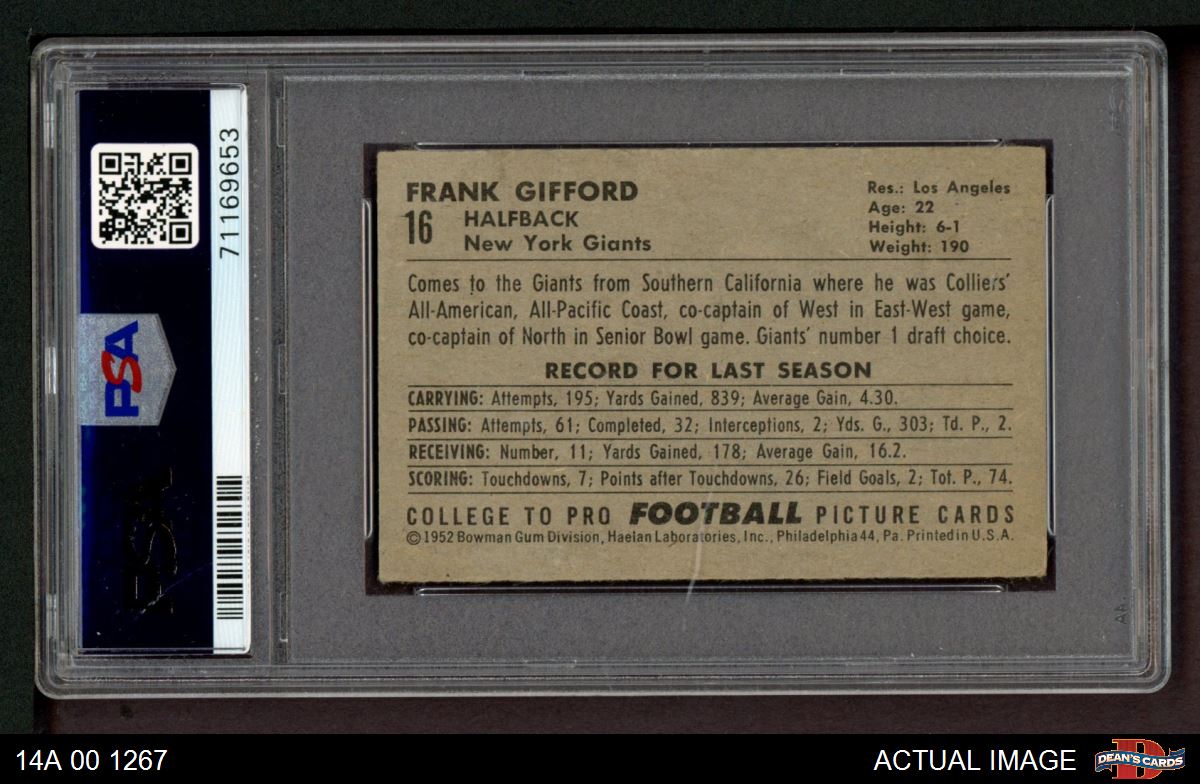 71169653
PSA
PSA
FRANK GIFFORD
16 HALFBACK
New York Giants
Res.: Los Angeles
Age: 22
Height: 6-1
Weight: 190
Comes to the Giants from Southern California where he was Colliers'
All-American, All-Pacific Coast, co-captain of West in East-West game,
co-captain of North in Senior Bowl game. Giants' number 1 draft choice.
RECORD FOR LAST SEASON
CARRYING: Attempts, 195; Yards Gained, 839; Average Gain, 4.30.
PASSING: Attempts, 61; Completed, 32; Interceptions, 2; Yds. G., 303; Td. P., 2.
RECEIVING: Number, 11; Yards Gained, 178; Average Gain, 16.2.
SCORING: Touchdowns, 7; Points after Touchdowns, 26; Field Goals, 2; Tot. P., 74.
COLLEGE TO PRO FOOTBALL PICTURE CARDS
©1952 Bowman Gum Division, Haelan Laboratories, Inc., Philadelphia 44, Pa. Printed in U.S.A.
14A 00 1267
ACTUAL IMAGE
D
DEAN'S CARDS